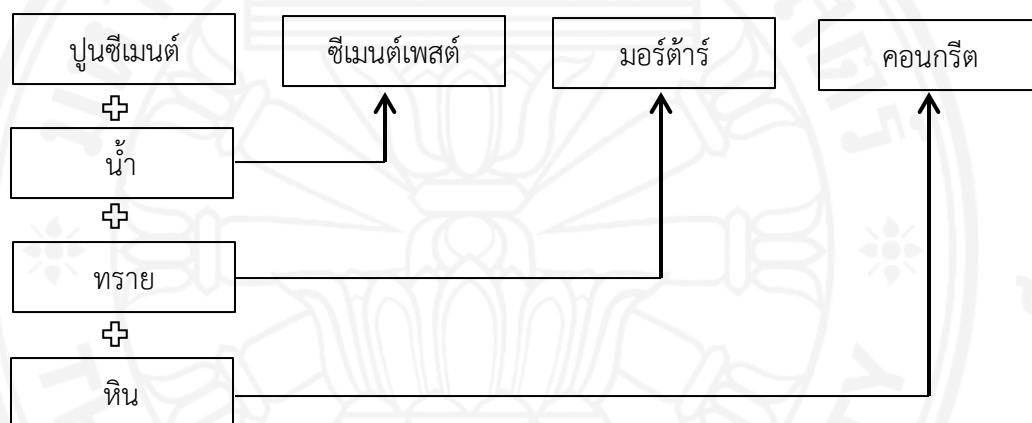 ปูนซีเมนต์
ซีเมนต์เพสต์
มอร์ต้าร์
คอนกรีต
น้ำ
ทราย
หิน